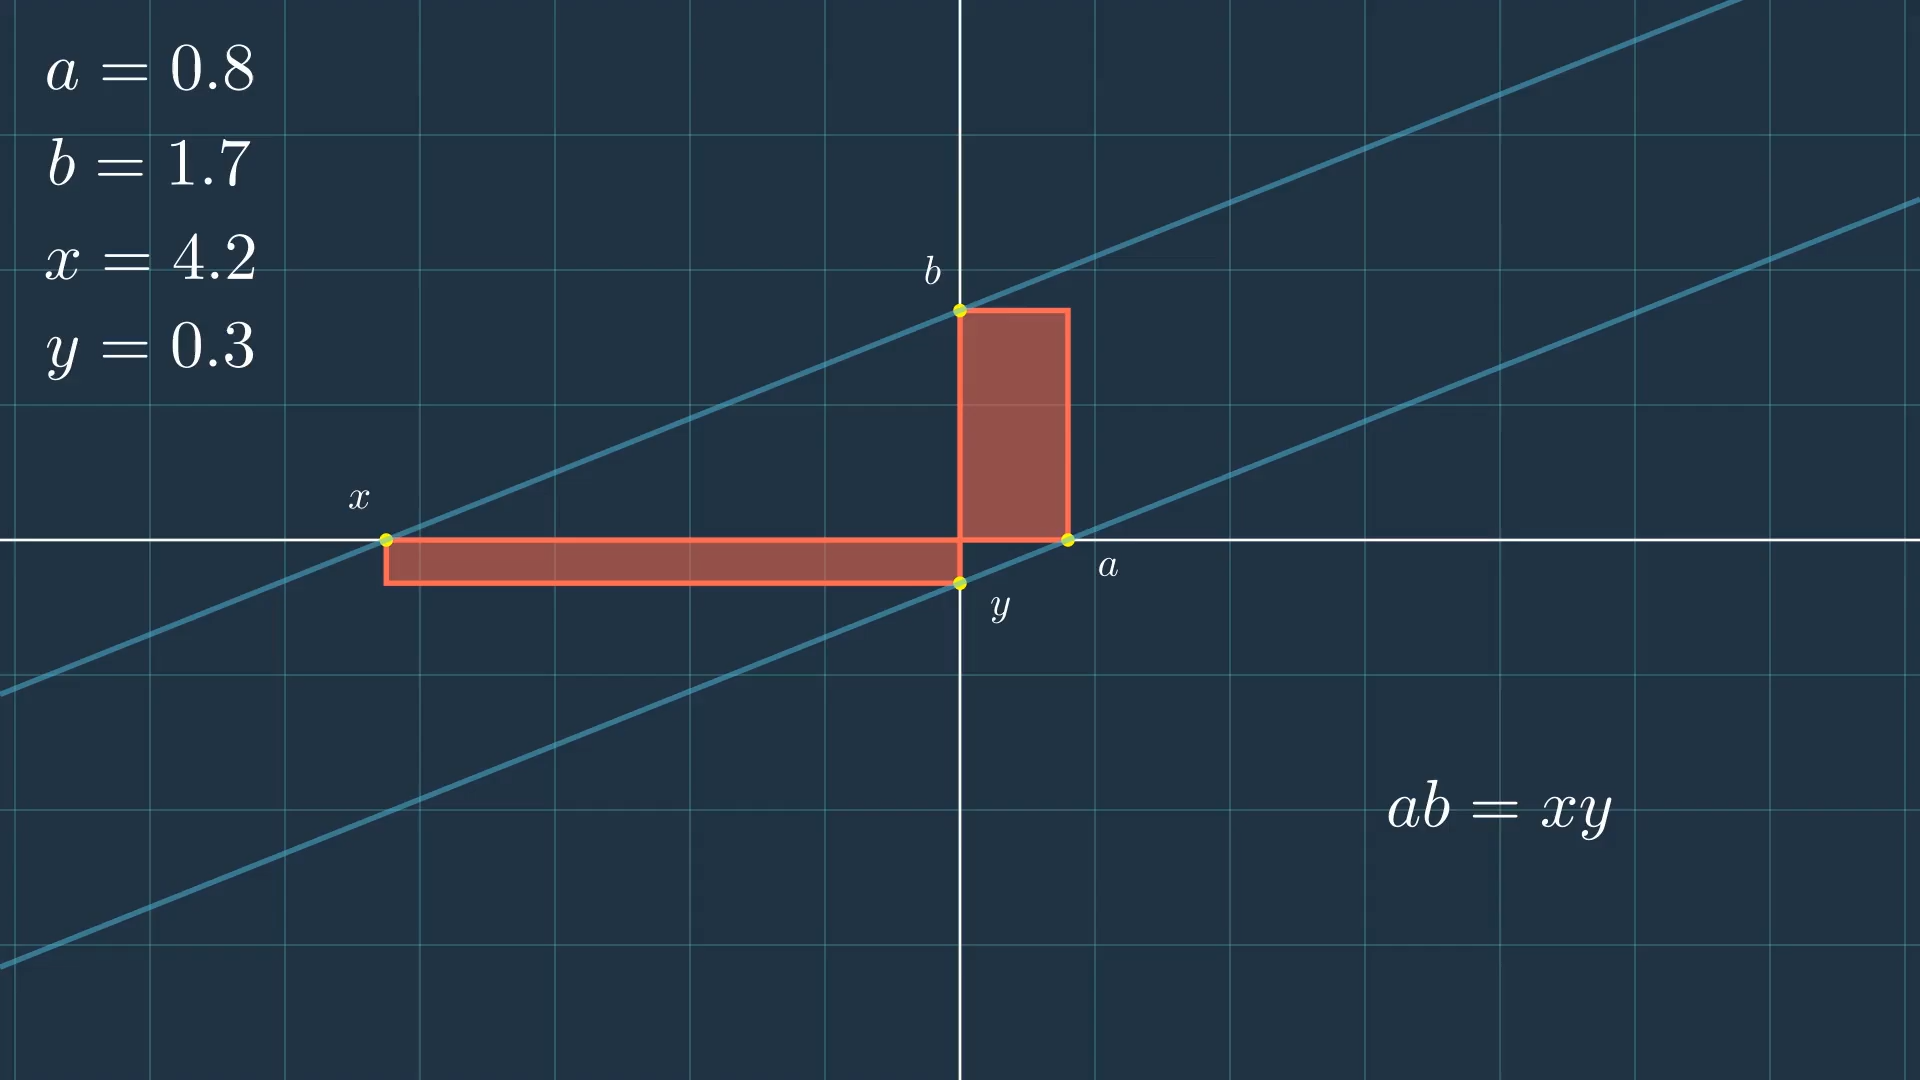 a = 0.8
b = 1.7
x = 4.2
y = 0.3
b
x
a
y
ab = xy